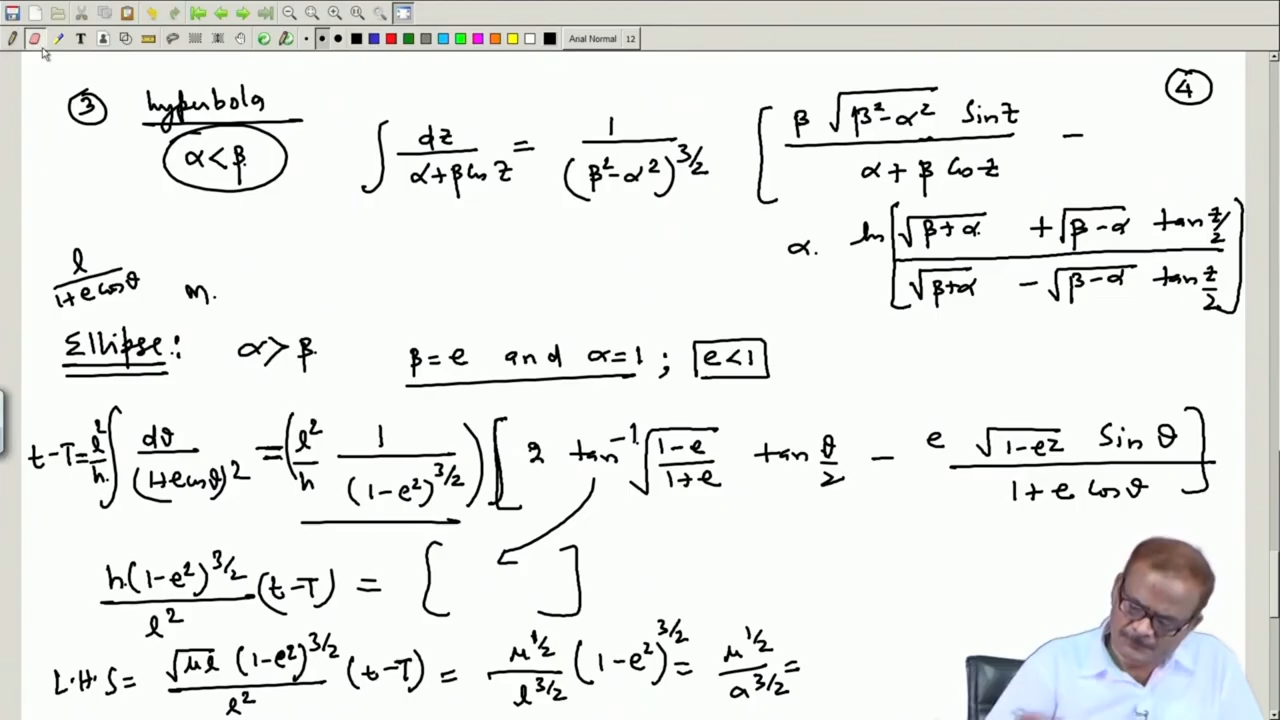 Arial Normal 12
③ hyperbola ④
α < β ∫ dz / (α + β Cos z) = 1 / (β² - α²)^{3/2} [ β √(β² - α²) Sin z / (α + β Cos z) -
α. ln [ (√(β+α) + √(β-α) tan z/2) / (√(β+α) - √(β-α) tan z/2) ]
l / (1 + e cos θ) m.
Ellipse: α > β. β = e and α = 1 ; e < 1
t - T = l²/h ∫ dθ / (1 + e cos θ)² = (l²/h 1 / (1 - e²)^{3/2}) [ 2 tan⁻¹ √((1-e)/(1+e)) tan θ/2 - e √(1-e²) Sin θ / (1 + e cos θ) ]
h(1 - e²)^{3/2} / l² (t - T) = [ ]
L.H.S = √(μl) (1 - e²)^{3/2} / l² (t - T) = μ^{1/2} / l^{3/2} (1 - e²)^{3/2} = μ^{1/2} / a^{3/2} =